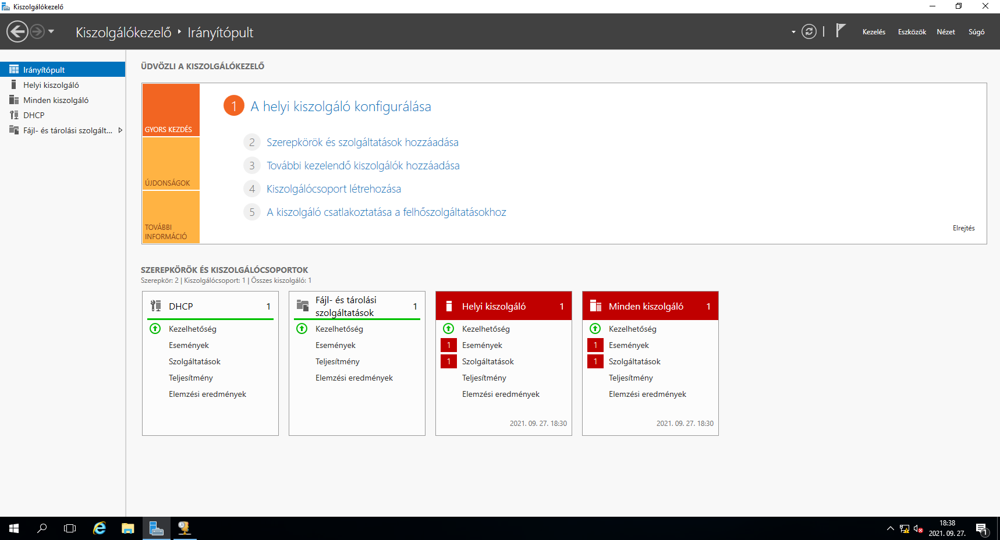 Kiszolgálókezelő
Kiszolgálókezelő ‣ Irányítópult
Kezelés Eszközök Nézet Súgó
Irányítópult
Helyi kiszolgáló
Minden kiszolgáló
DHCP
Fájl- és tárolási szolgált...
ÜDVÖZLI A KISZOLGÁLÓKEZELŐ
GYORS KEZDÉS
ÚJDONSÁGOK
TOVÁBBI
INFORMÁCIÓ
1 A helyi kiszolgáló konfigurálása
2 Szerepkörök és szolgáltatások hozzáadása
3 További kezelendő kiszolgálók hozzáadása
4 Kiszolgálócsoport létrehozása
5 A kiszolgáló csatlakoztatása a felhőszolgáltatásokhoz
Elrejtés
SZEREPKÖRÖK ÉS KISZOLGÁLÓCSOPORTOK
Szerepkör: 2 | Kiszolgálócsoport: 1 | Összes kiszolgáló: 1
DHCP 1
Kezelhetőség
Események
Szolgáltatások
Teljesítmény
Elemzési eredmények
Fájl- és tárolási
szolgáltatások 1
Kezelhetőség
Események
Teljesítmény
Elemzési eredmények
Helyi kiszolgáló 1
Kezelhetőség
1 Események
1 Szolgáltatások
Teljesítmény
Elemzési eredmények
2021. 09. 27. 18:30
Minden kiszolgáló 1
Kezelhetőség
1 Események
1 Szolgáltatások
Teljesítmény
Elemzési eredmények
2021. 09. 27. 18:30
18:38
2021. 09. 27.
1